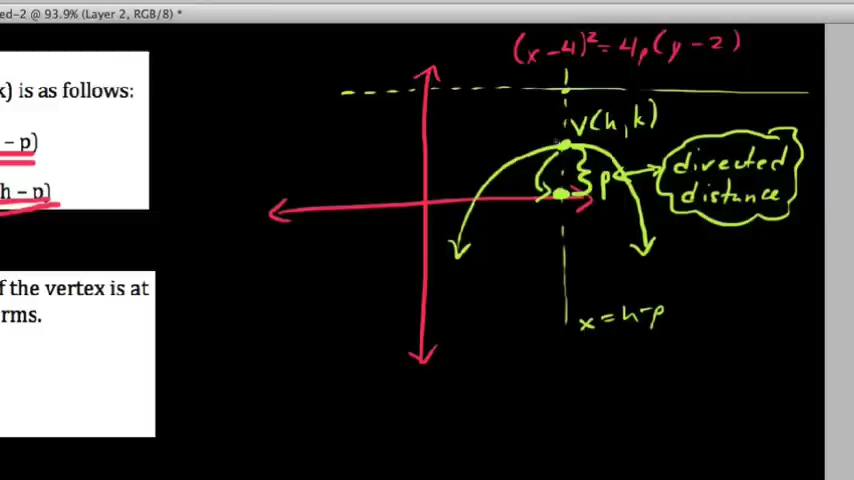 ed-2 @ 93.9% (Layer 2, RGB/8) *
(x-4)² = 4p(y-2)
k) is as follows:
V(h, k)
- p)
directed
p
distance
h - p)
f the vertex is at
rms.
x = h-p